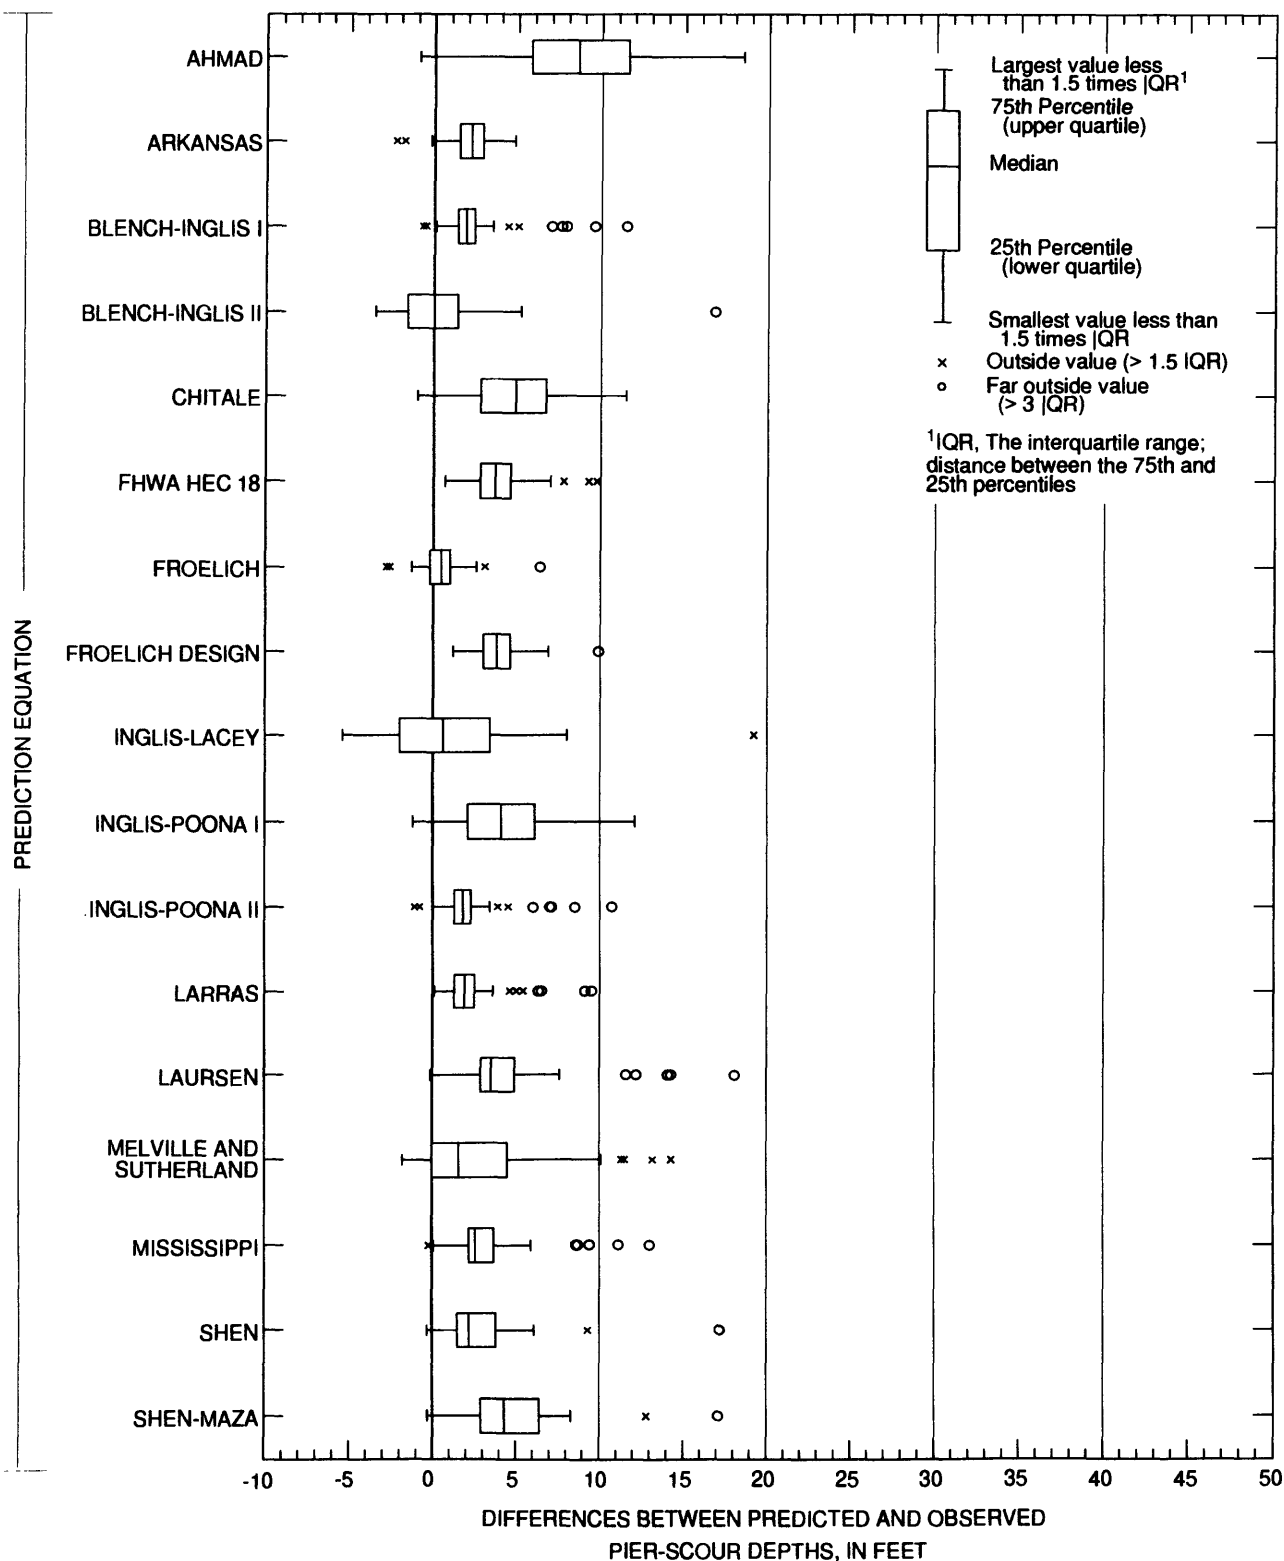 AHMAD
ARKANSAS
BLENCH-INGLIS I
BLENCH-INGLIS II
CHITALE
FHWA HEC 18
FROELICH
FROELICH DESIGN
INGLIS-LACEY
INGLIS-POONA I
INGLIS-POONA II
LARRAS
LAURSEN
MELVILLE AND
SUTHERLAND
MISSISSIPPI
SHEN
SHEN-MAZA
PREDICTION EQUATION
Largest value less
than 1.5 times IQR¹
75th Percentile
(upper quartile)
Median
25th Percentile
(lower quartile)
Smallest value less than
1.5 times IQR
x Outside value (> 1.5 IQR)
o Far outside value
(> 3 IQR)
¹IQR, The interquartile range;
distance between the 75th and
25th percentiles
-10 -5 0 5 10 15 20 25 30 35 40 45 50
DIFFERENCES BETWEEN PREDICTED AND OBSERVED
PIER-SCOUR DEPTHS, IN FEET